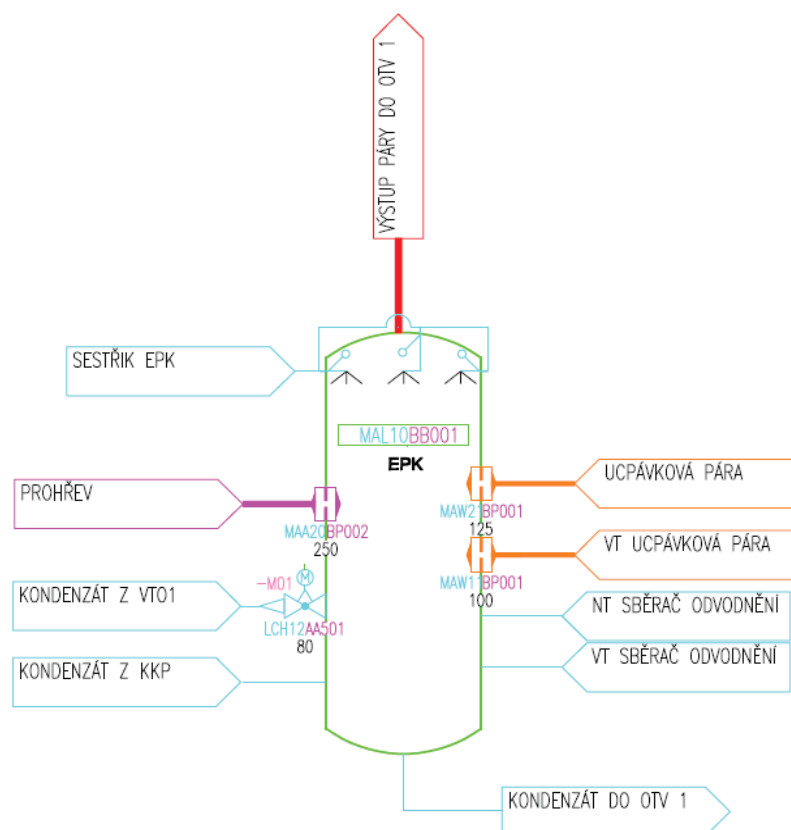 VÝSTUP PÁRY DO OTV 1
SESTŘIK EPK
MAL10BB001
EPK
PROHŘEV
MAA20BP002
250
UCPÁVKOVÁ PÁRA
MAW21BP001
125
VT UCPÁVKOVÁ PÁRA
MAW11BP001
100
KONDENZÁT Z VTO1
-M01
M
LCH12AA501
80
NT SBĚRAČ ODVODNĚNÍ
VT SBĚRAČ ODVODNĚNÍ
KONDENZÁT Z KKP
KONDENZÁT DO OTV 1